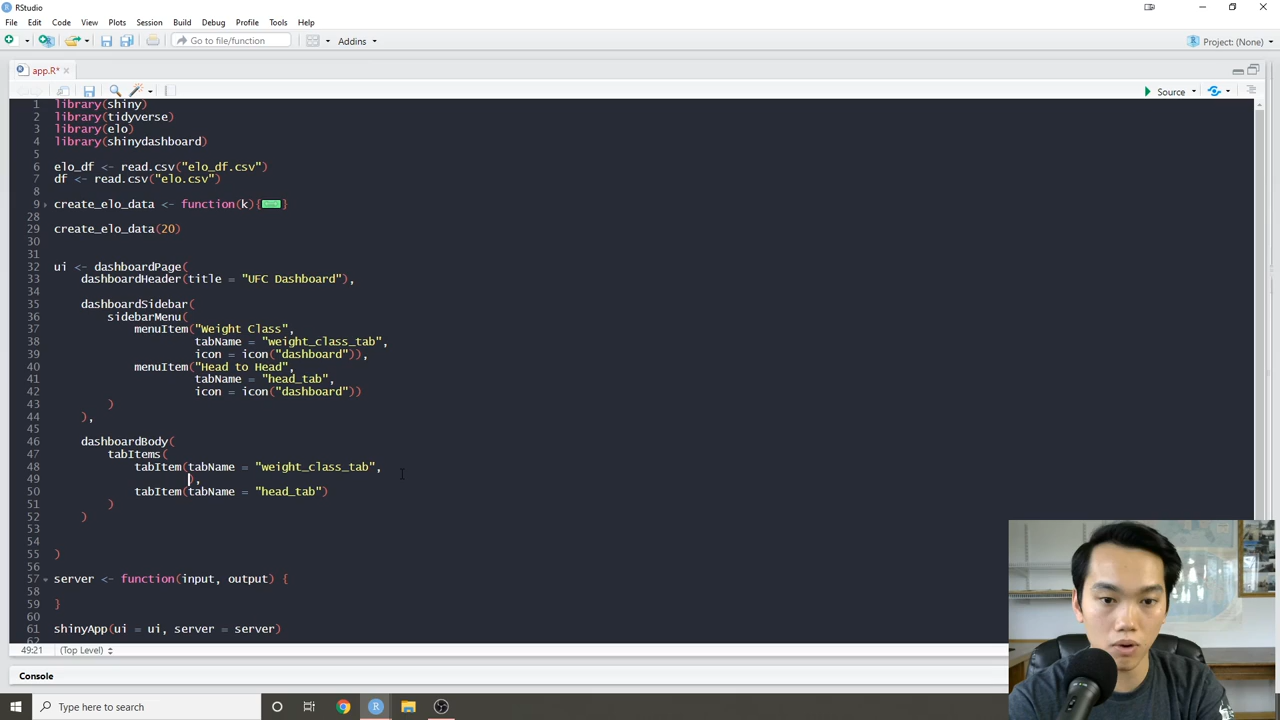 RStudio
File Edit Code View Plots Session Build Debug Profile Tools Help
Go to file/function Addins Project: (None)
app.R*
Source
1 library(shiny)
2 library(tidyverse)
3 library(elo)
4 library(shinydashboard)
5
6 elo_df <- read.csv("elo_df.csv")
7 df <- read.csv("elo.csv")
8
9 create_elo_data <- function(k){ }
28
29 create_elo_data(20)
30
31
32 ui <- dashboardPage(
33 dashboardHeader(title = "UFC Dashboard"),
34
35 dashboardSidebar(
36 sidebarMenu(
37 menuItem("Weight Class",
38 tabName = "weight_class_tab",
39 icon = icon("dashboard")),
40 menuItem("Head to Head",
41 tabName = "head_tab",
42 icon = icon("dashboard"))
43 )
44 ),
45
46 dashboardBody(
47 tabItems(
48 tabItem(tabName = "weight_class_tab",
49 ),
50 tabItem(tabName = "head_tab")
51 )
52 )
53
54
55 )
56
57 server <- function(input, output) {
58
59 }
60
61 shinyApp(ui = ui, server = server)
62
49:21 (Top Level)
Console
Type here to search